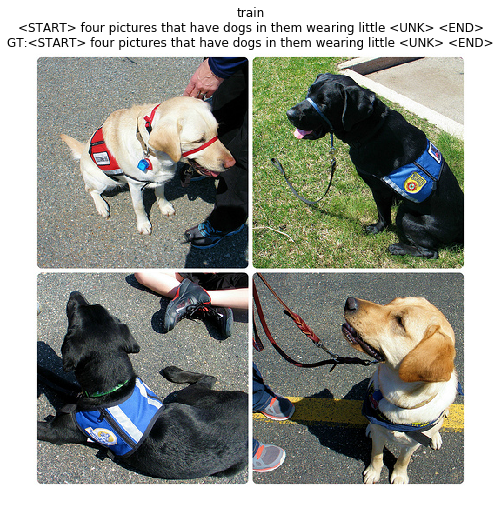 train
<START> four pictures that have dogs in them wearing little <UNK> <END>
GT:<START> four pictures that have dogs in them wearing little <UNK> <END>